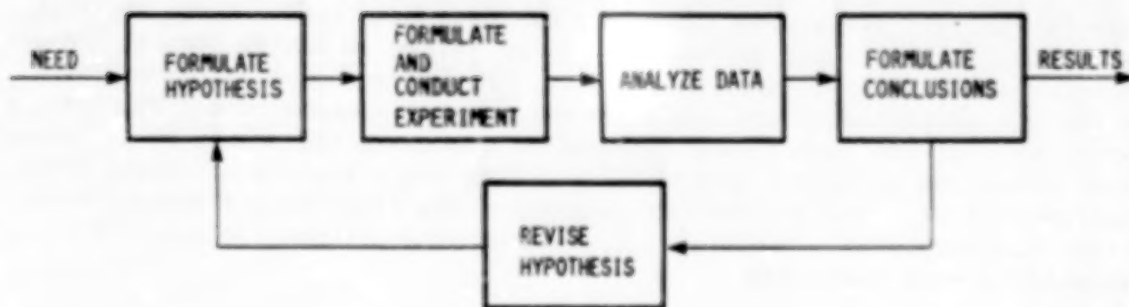 NEED
FORMULATE
HYPOTHESIS
FORMULATE
AND
CONDUCT
EXPERIMENT
ANALYZE DATA
FORMULATE
CONCLUSIONS
RESULTS
REVISE
HYPOTHESIS